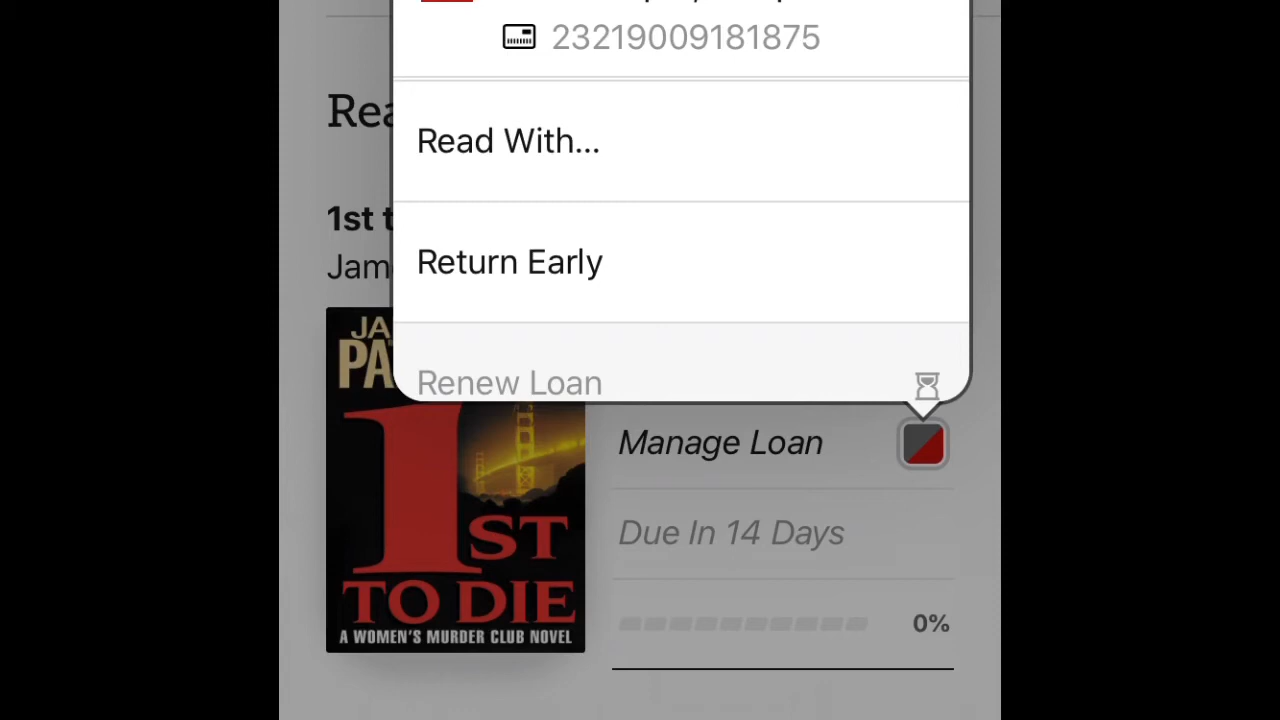 23219009181875
Rea
Read With...
1st t
Return Early
Jam
JA
PA
Renew Loan
1ST
TO DIE
A WOMEN'S MURDER CLUB NOVEL
Manage Loan
Due In 14 Days
0%